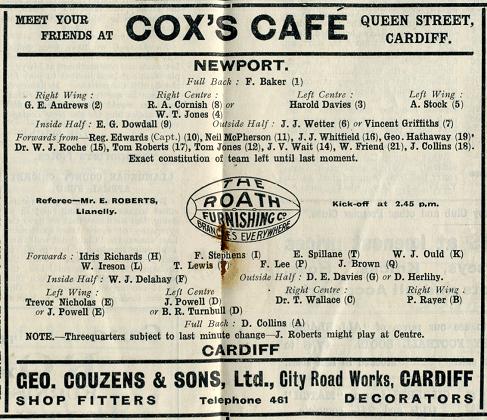 MEET YOUR FRIENDS AT COX'S CAFÉ QUEEN STREET, CARDIFF.
NEWPORT.
Full Back : F. Baker (1)
Right Wing : Right Centre : Left Centre : Left Wing :
G. E. Andrews (2) R. A. Cornish (8) or Harold Davies (3) A. Stock (5)
W. T. Jones (4)
Inside Half : E. G. Dowdall (9) Outside Half : J. J. Wetter (6) or Vincent Griffiths (7)
Forwards from—Reg. Edwards (Capt.) (10), Neil McPherson (11), J. J. Whitfield (16), Geo. Hathaway (19)
Dr. W. J. Roche (15), Tom Roberts (17), Tom Jones (12), J. V. Wait (14), W. Friend (21), J. Collins (18).
Exact constitution of team left until last moment.
THE
ROATH
FURNISHING Co
BRANCHES EVERYWHERE
Referee—Mr. E. ROBERTS, Kick-off at 2.45 p.m.
Llanelly.
Forwards : Idris Richards (H) F. Stephens (I) E. Spillane (T) W. J. Ould (K)
W. Ireson (L) T. Lewis F. Lee (P) J. Brown (Q)
Inside Half : W. J. Delahay (F) Outside Half : D. E. Davies (G) or D. Herlihy.
Left Wing : Left Centre Right Centre : Right Wing :
Trevor Nicholas (E) J. Powell (D) Dr. T. Wallace (C) P. Rayer (B)
or J. Powell (E) or B. R. Turnbull (D)
Full Back : D. Collins (A)
NOTE.—Threequarters subject to last minute change—J. Roberts might play at Centre.
CARDIFF
GEO. COUZENS & SONS, Ltd., City Road Works, CARDIFF
SHOP FITTERS Telephone 461 DECORATORS